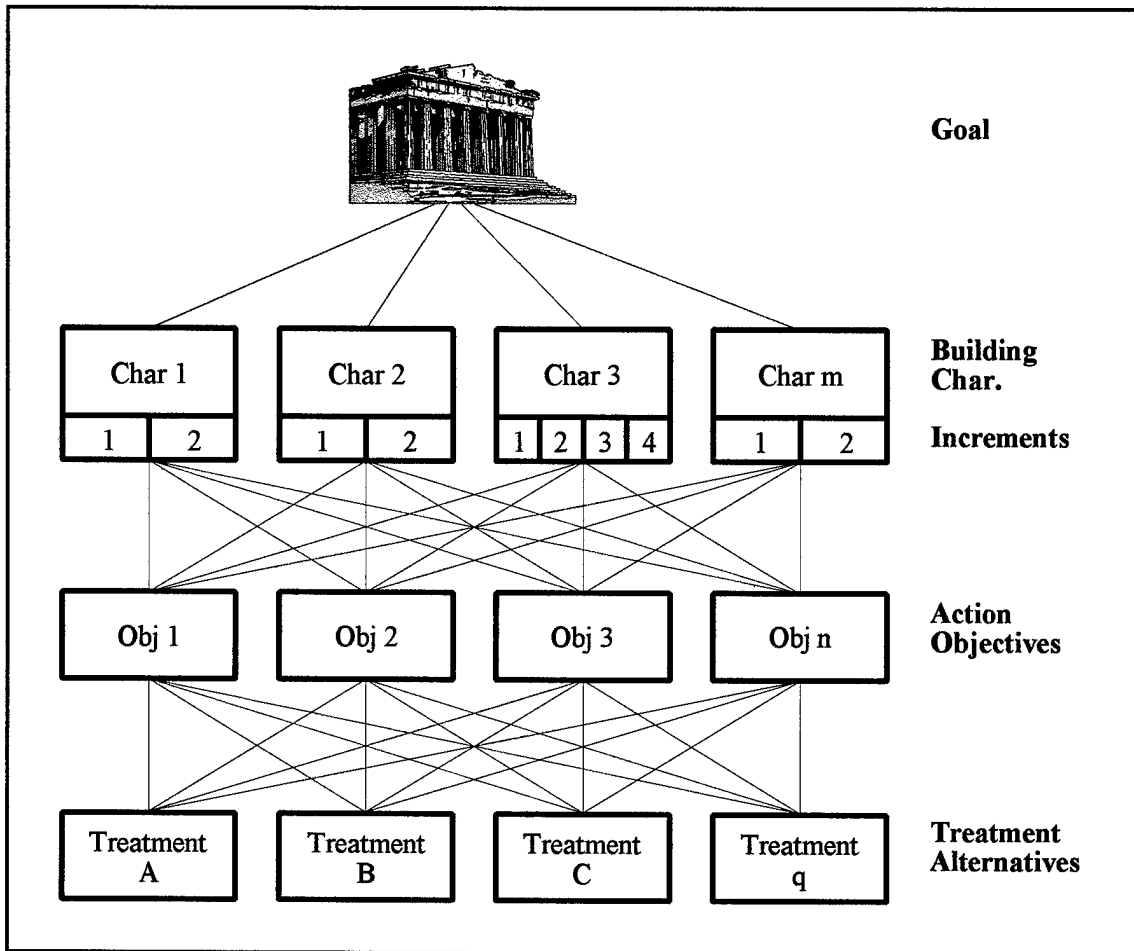 Goal
Char 1 Char 2 Char 3 Char m
Building
Char.
1 2 1 2 1 2 3 4 1 2
Increments
Obj 1 Obj 2 Obj 3 Obj n
Action
Objectives
Treatment
A
Treatment
B
Treatment
C
Treatment
q
Treatment
Alternatives